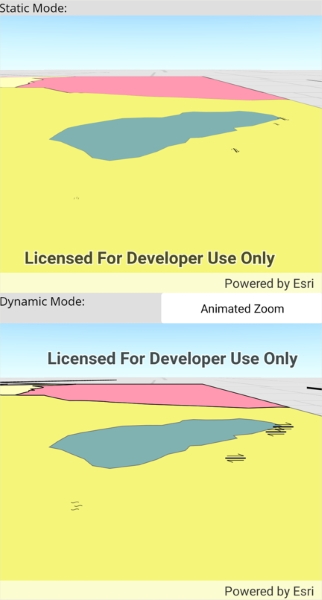 Static Mode:
Licensed For Developer Use Only
Powered by Esri
Dynamic Mode:
Animated Zoom
Licensed For Developer Use Only
Powered by Esri